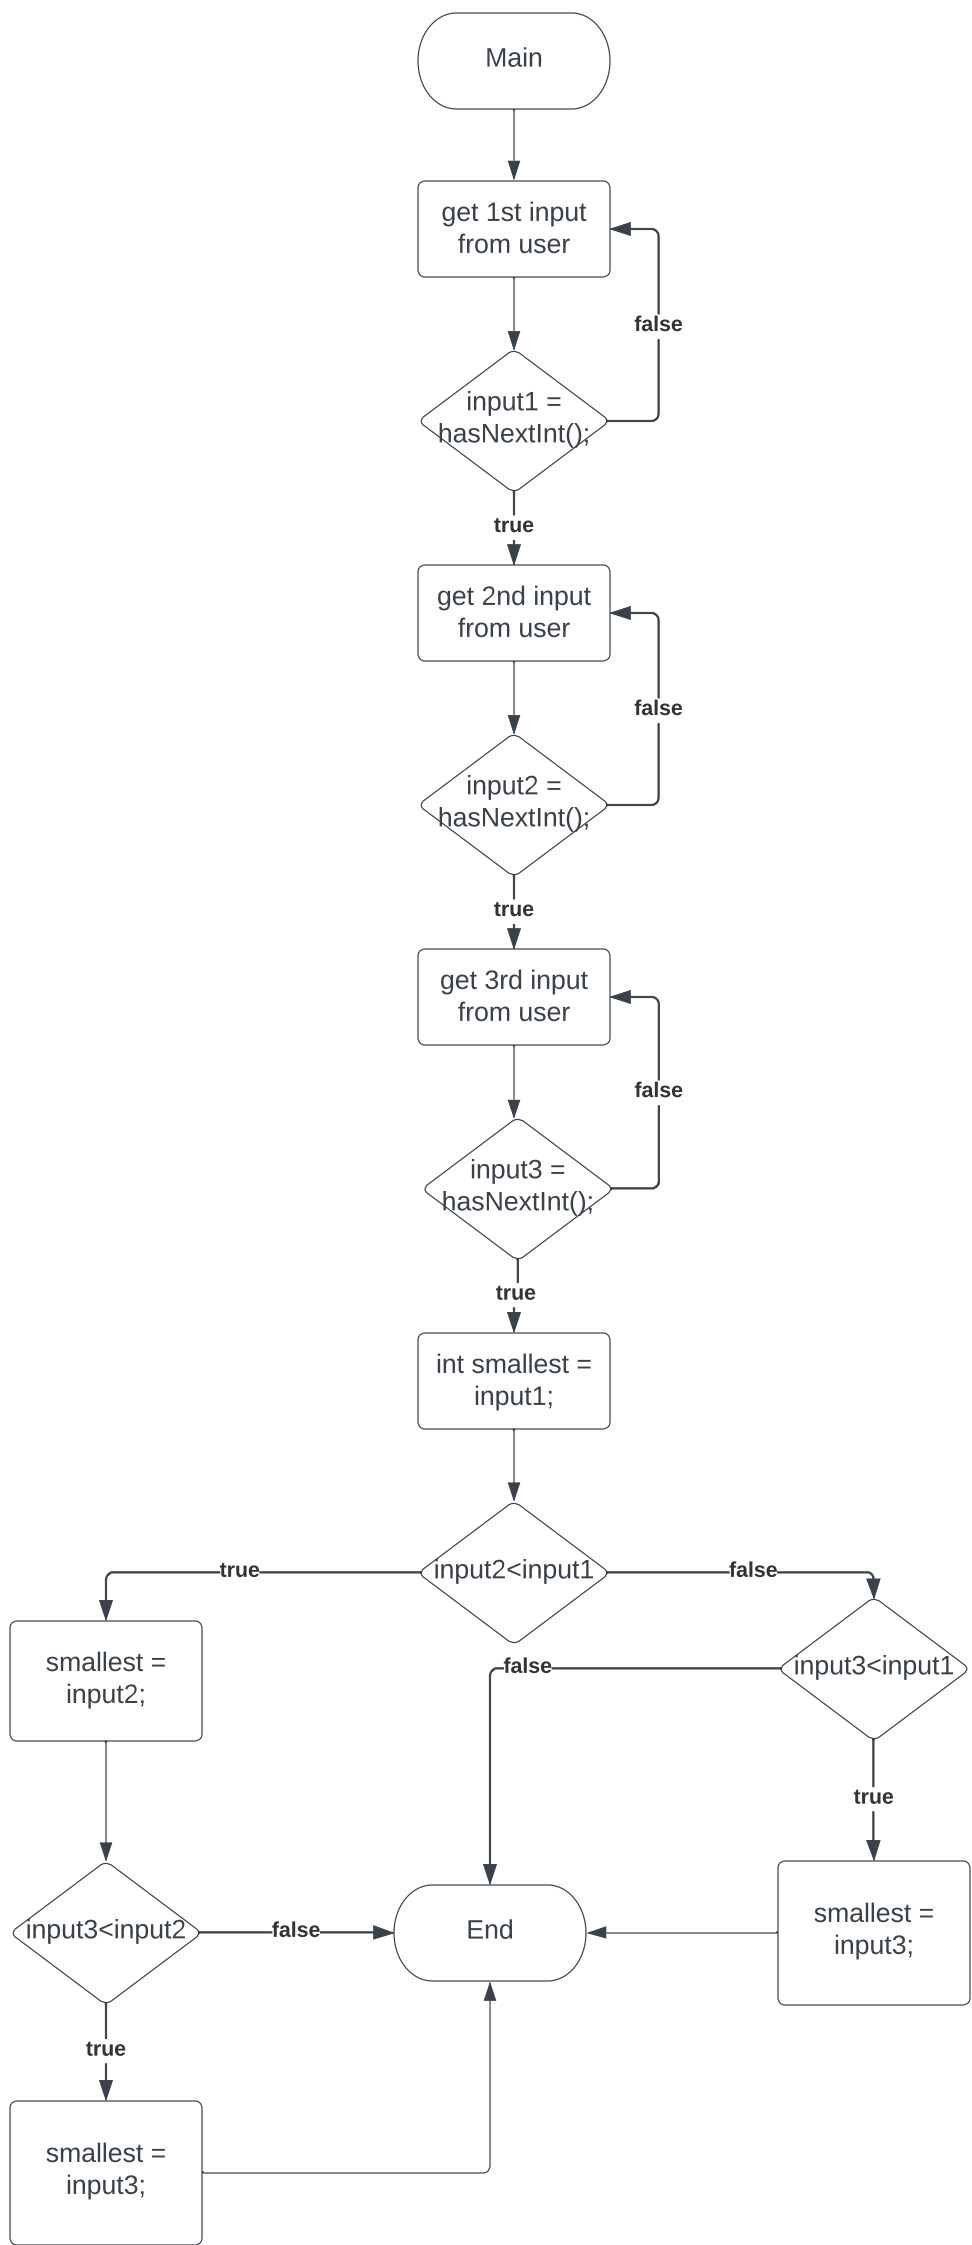 Main
get 1st input
from user
false
input1 =
hasNextInt();
true
get 2nd input
from user
false
input2 =
hasNextInt();
true
get 3rd input
from user
false
input3 =
hasNextInt();
true
int smallest =
input1;
input2<input1
true
false
smallest =
input2;
input3<input1
false
true
input3<input2
false
End
smallest =
input3;
true
smallest =
input3;